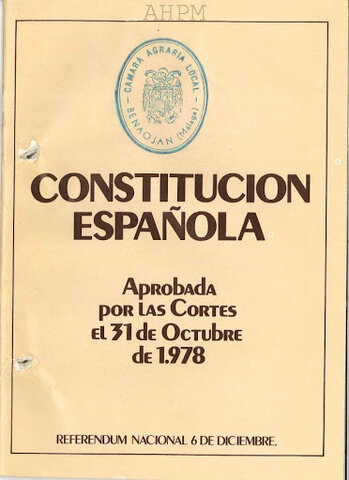 AHPM
CAMARA AGRARIA LOCAL
BENAOJAN (Malaga)
CONSTITUCION
ESPAÑOLA
Aprobada
por las Cortes
el 31 de Octubre
de 1.978
REFERENDUM NACIONAL 6 DE DICIEMBRE.